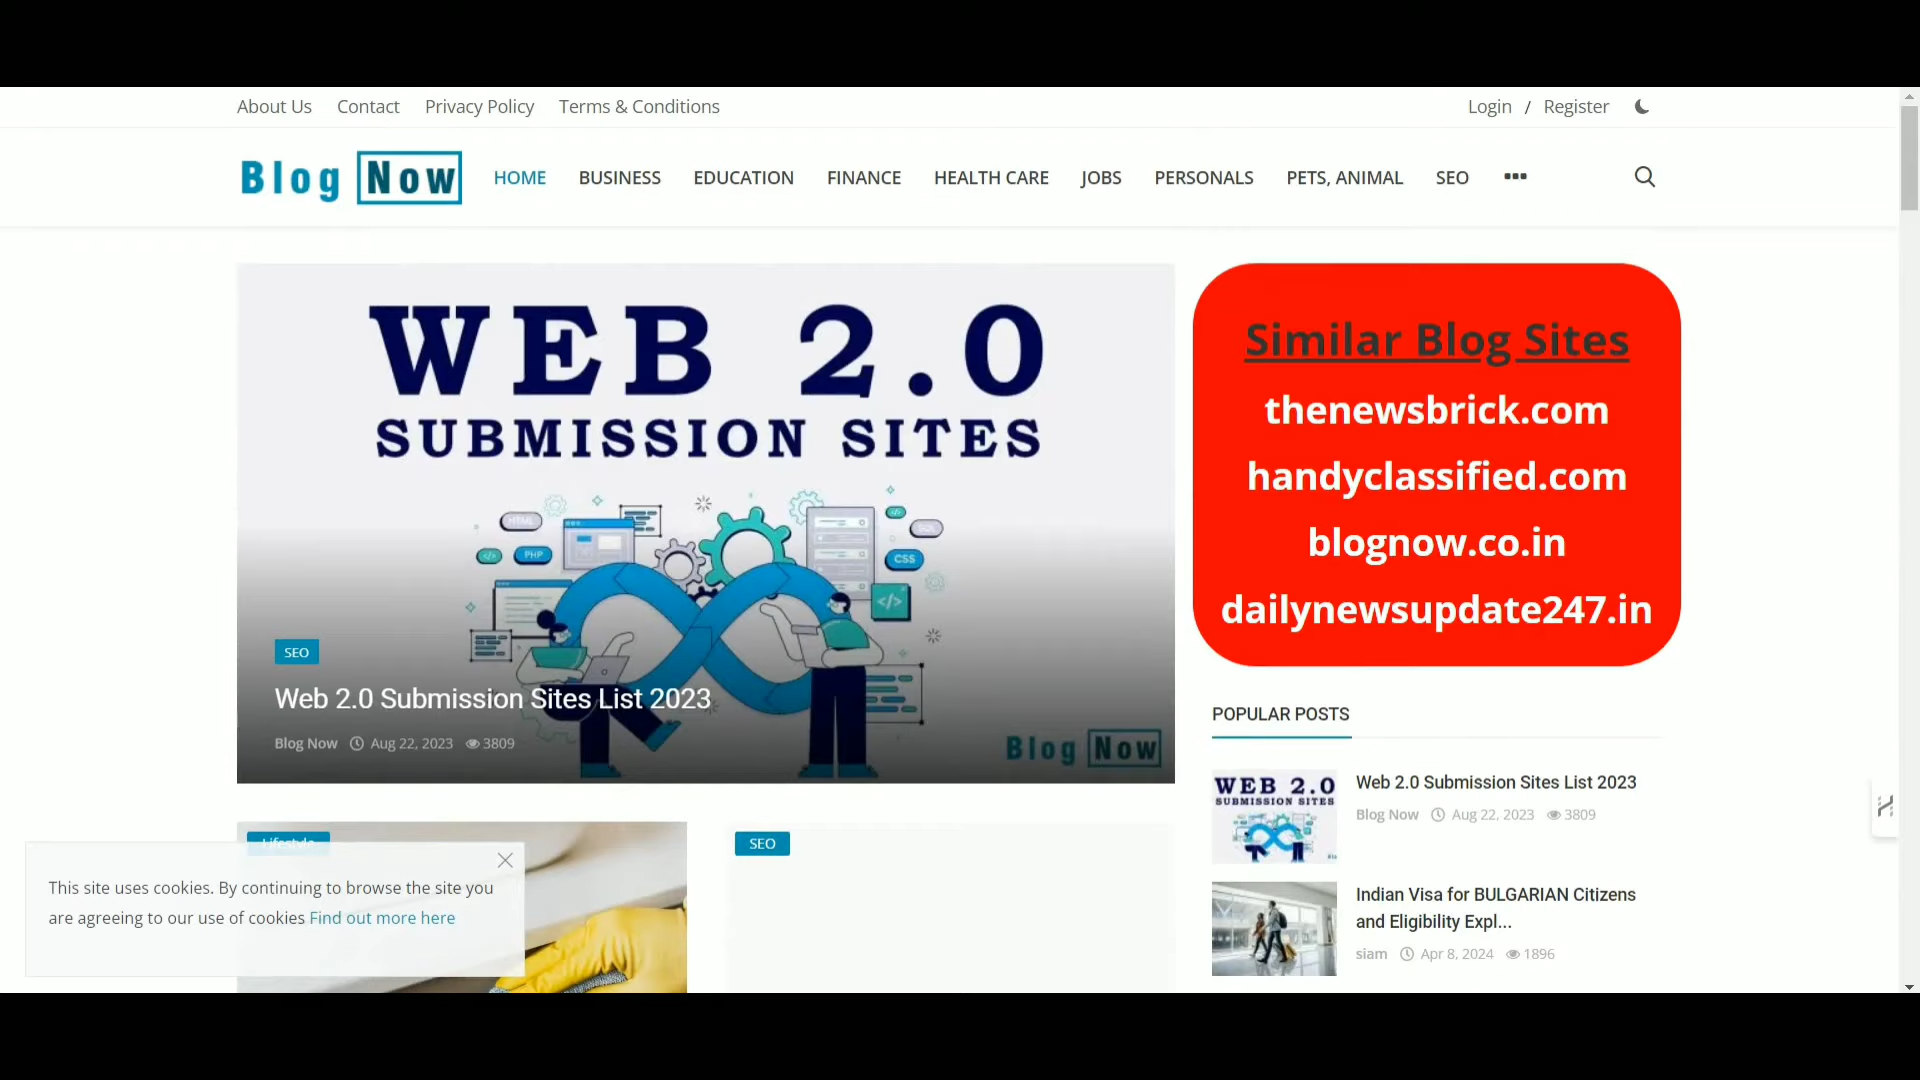 About Us Contact Privacy Policy Terms & Conditions Login / Register
Blog Now HOME BUSINESS EDUCATION FINANCE HEALTH CARE JOBS PERSONALS PETS, ANIMAL SEO •••
WEB 2.0
SUBMISSION SITES
HTML
PHP
CSS
SEO
Web 2.0 Submission Sites List 2023
Blog Now Aug 22, 2023 3809
Blog Now
Similar Blog Sites
thenewsbrick.com
handyclassified.com
blognow.co.in
dailynewsupdate247.in
POPULAR POSTS
WEB 2.0
SUBMISSION SITES
Web 2.0 Submission Sites List 2023
Blog Now Aug 22, 2023 3809
Indian Visa for BULGARIAN Citizens
and Eligibility Expl...
siam Apr 8, 2024 1896
Lifestyle
SEO
This site uses cookies. By continuing to browse the site you
are agreeing to our use of cookies Find out more here